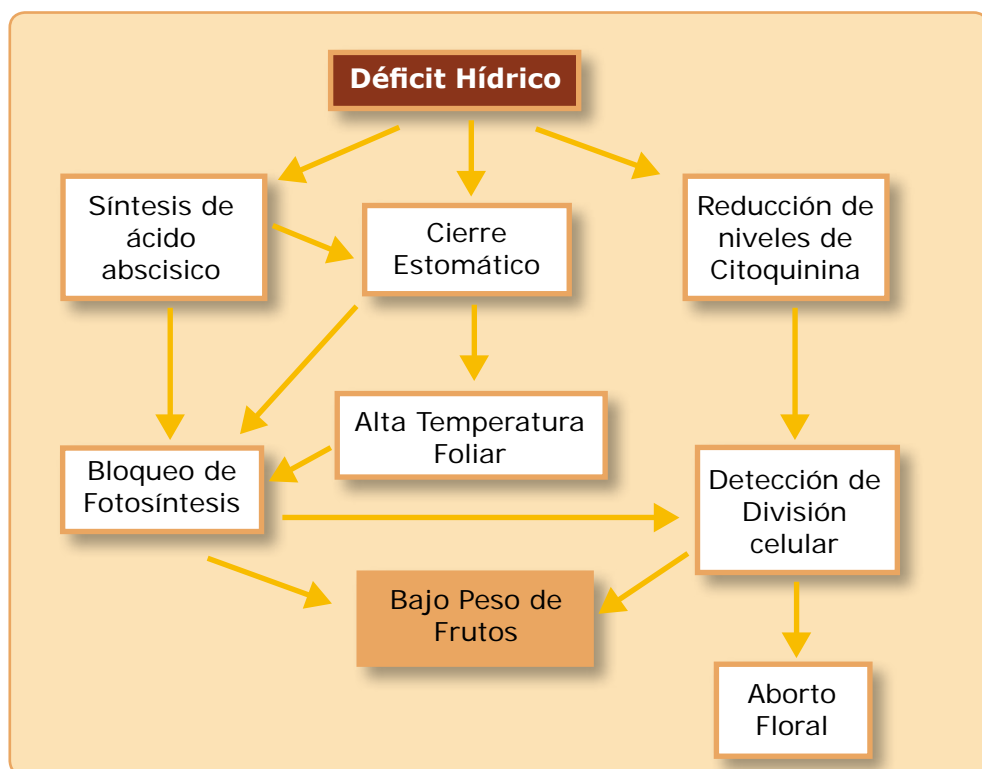 Déficit Hídrico
Síntesis de
ácido
abscisico
Cierre
Estomático
Reducción de
niveles de
Citoquinina
Alta Temperatura
Foliar
Bloqueo de
Fotosíntesis
Detección de
División
celular
Bajo Peso de
Frutos
Aborto
Floral